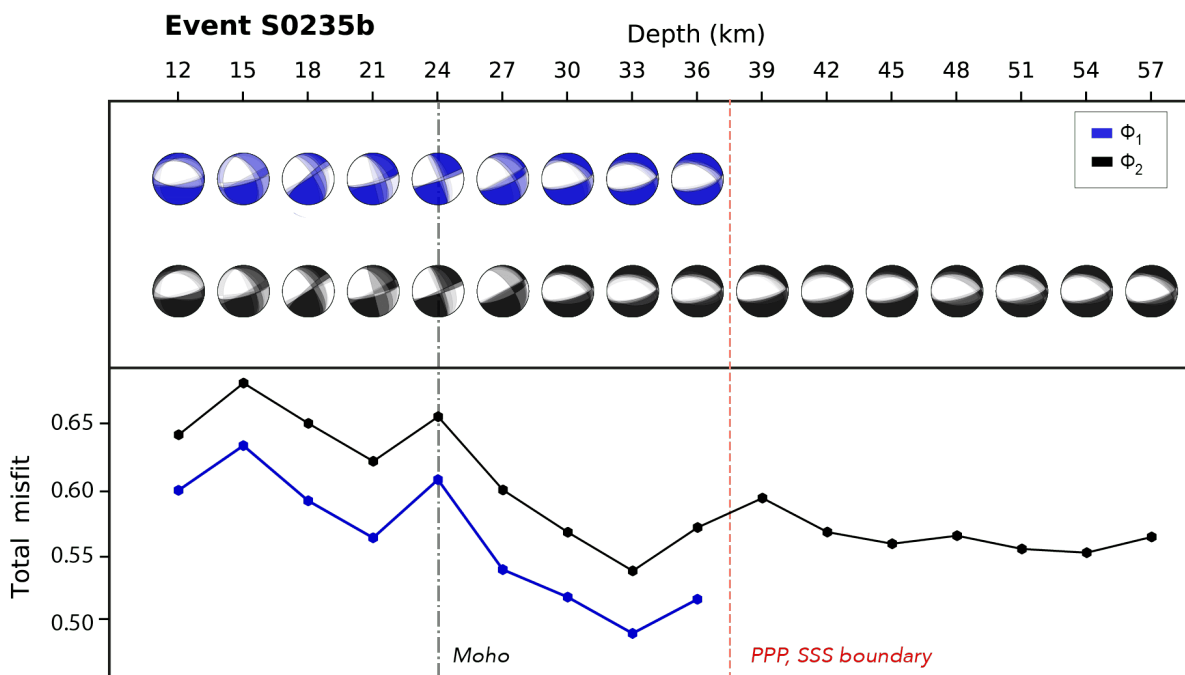 Event S0235b
Depth (km)
12 15 18 21 24 27 30 33 36 39 42 45 48 51 54 57
Φ1
Φ2
0.65
0.60
0.55
0.50
Total misfit
Moho
PPP, SSS boundary